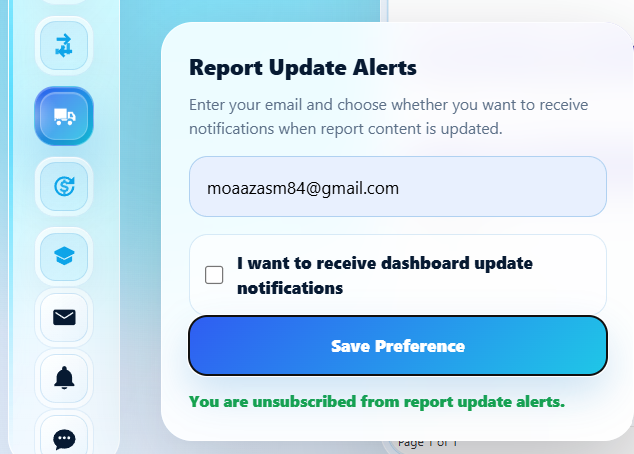 Report Update Alerts
Enter your email and choose whether you want to receive
notifications when report content is updated.
moaazasm84@gmail.com
I want to receive dashboard update
notifications
Save Preference
You are unsubscribed from report update alerts.
Page 1 of 1